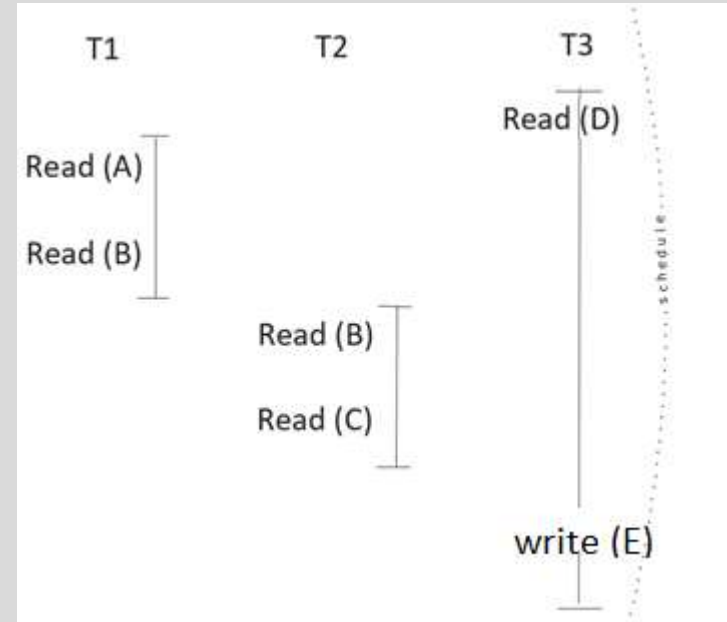 T1 T2 T3
Read (D)
Read (A)
Read (B)
Read (B)
Read (C)
write (E)
schedule